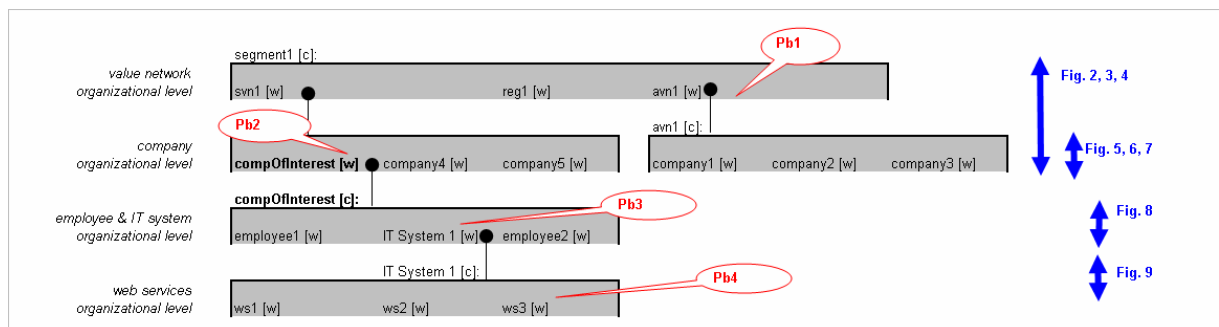 segment1 [c]:
Pb1
value network
organizational level
svn1 [w]
reg1 [w]
avn1 [w]
Fig. 2, 3, 4
Pb2
avn1 [c]:
company
organizational level
compOfInterest [w]
company4 [w]
company5 [w]
company1 [w]
company2 [w]
company3 [w]
Fig. 5, 6, 7
compOfInterest [c]:
Pb3
employee & IT system
organizational level
employee1 [w]
IT System 1 [w]
employee2 [w]
Fig. 8
IT System 1 [c]:
Pb4
web services
organizational level
ws1 [w]
ws2 [w]
ws3 [w]
Fig. 9